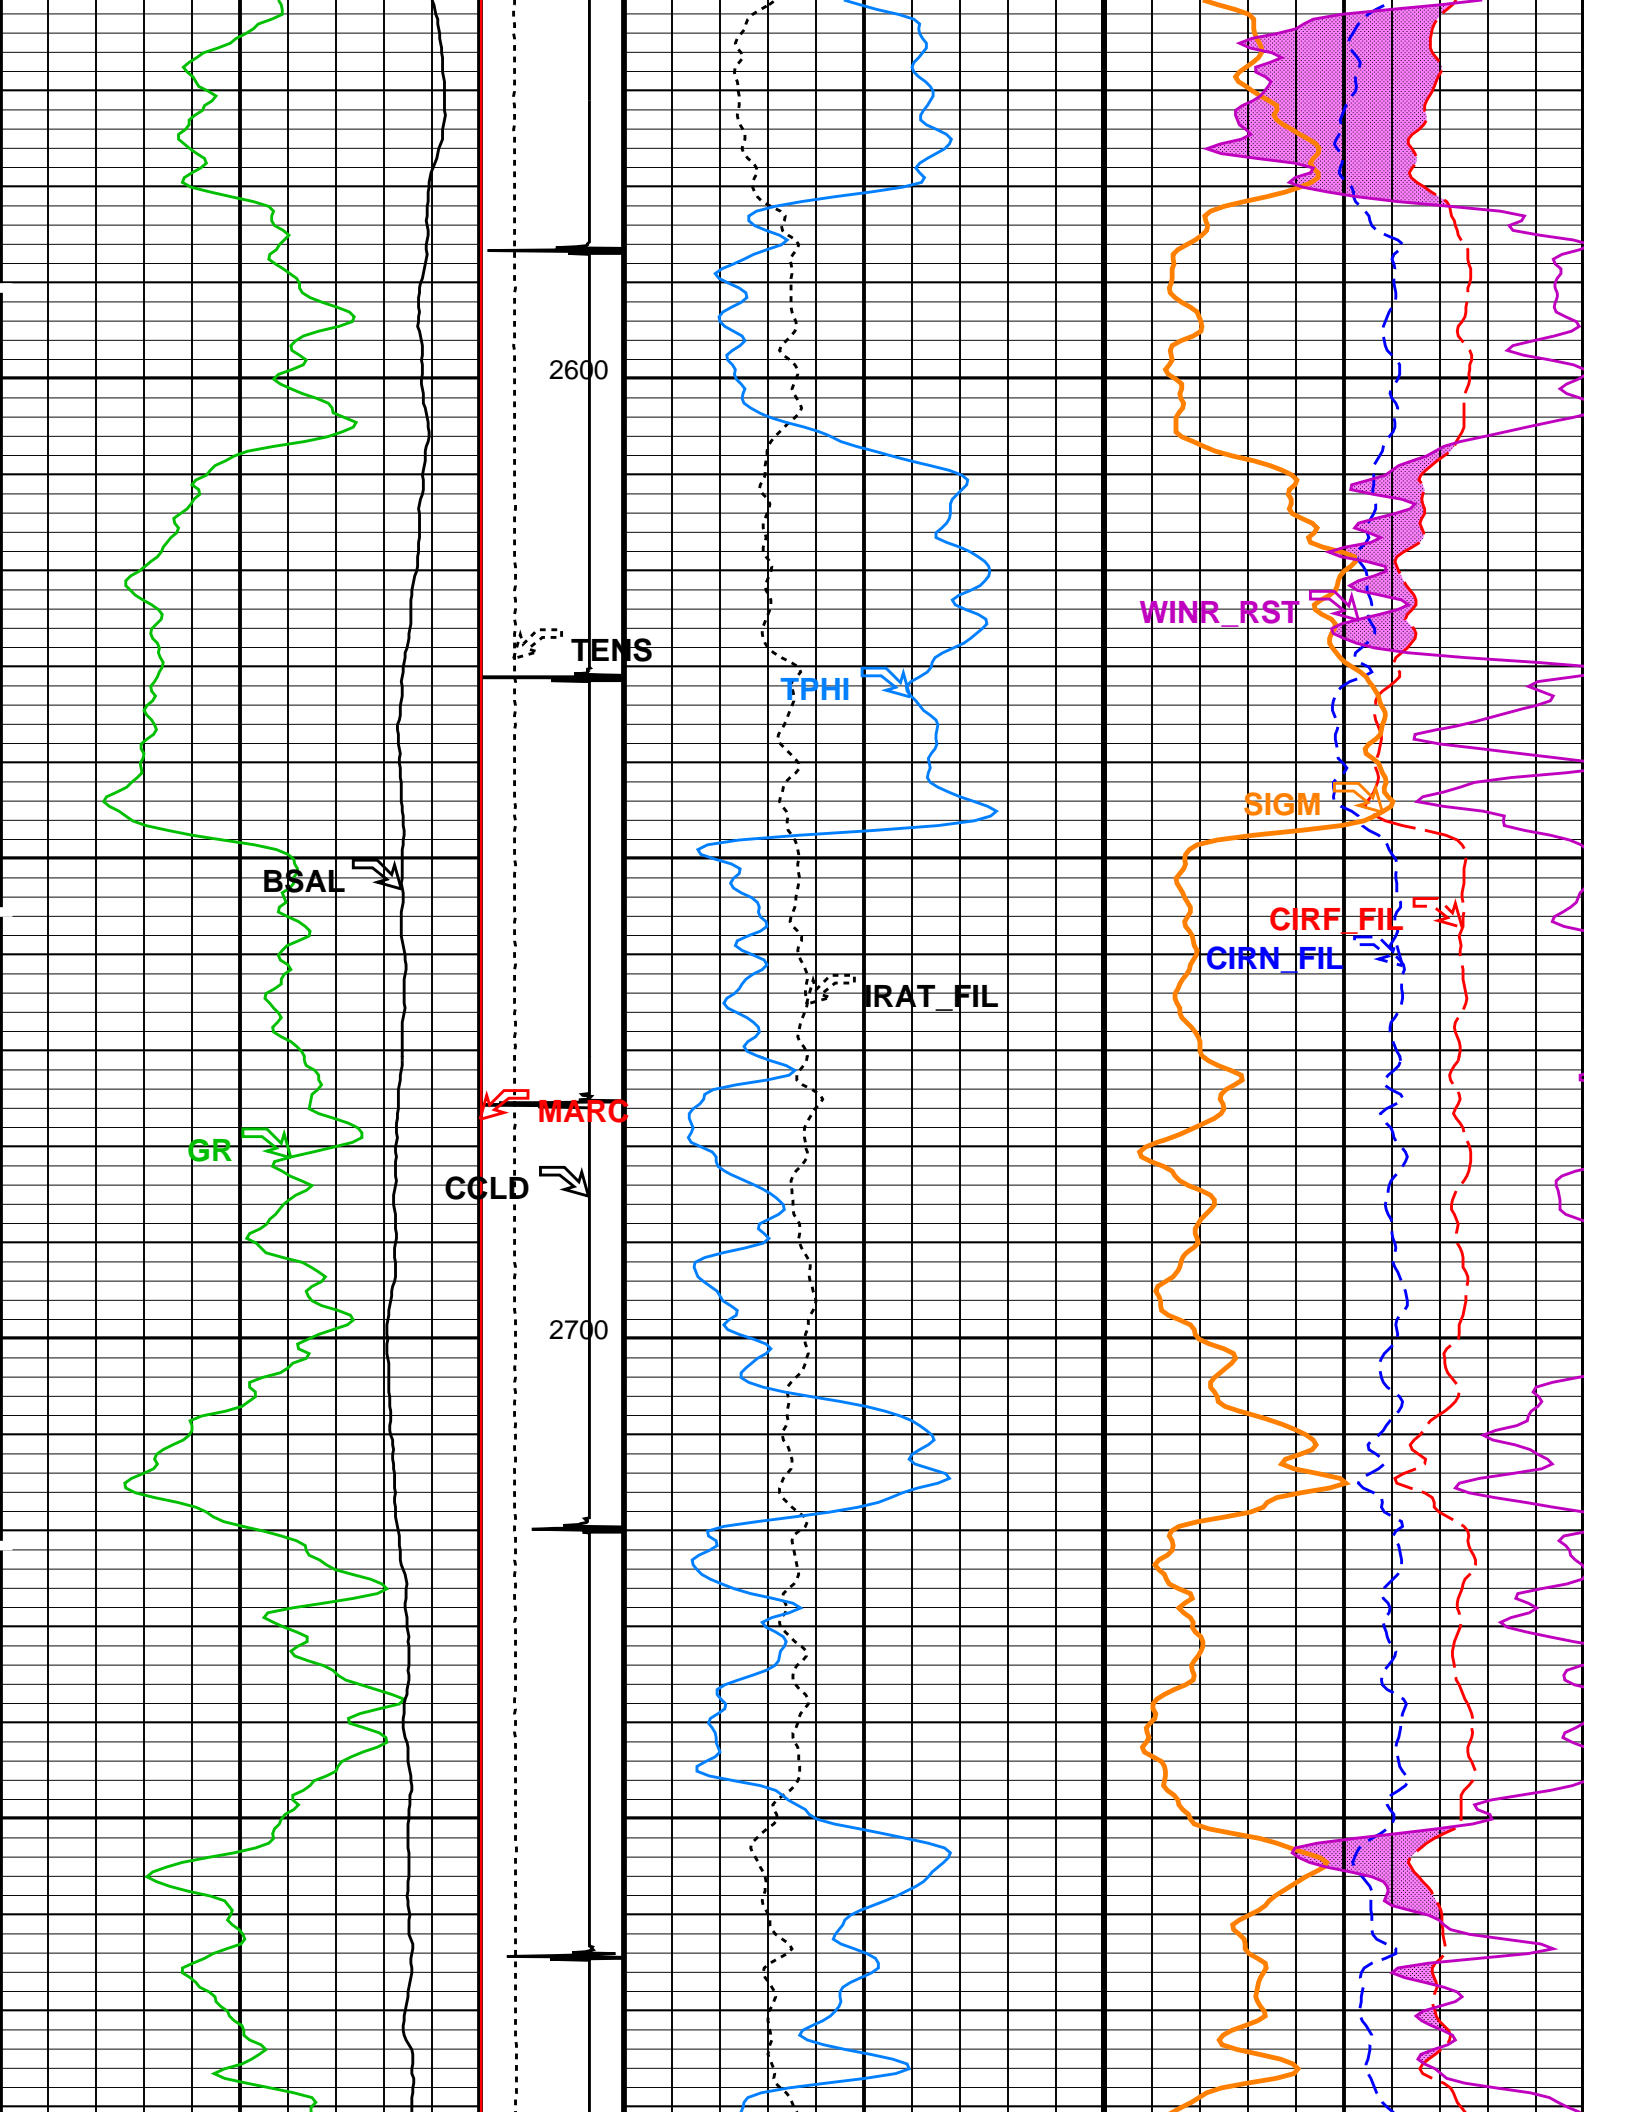 2600
WINR_RST
TENS
TPHI
SIGM
BSAL
CIRF_FIL
CIRN_FIL
IRAT_FIL
MARC
GR
CCLD
2700